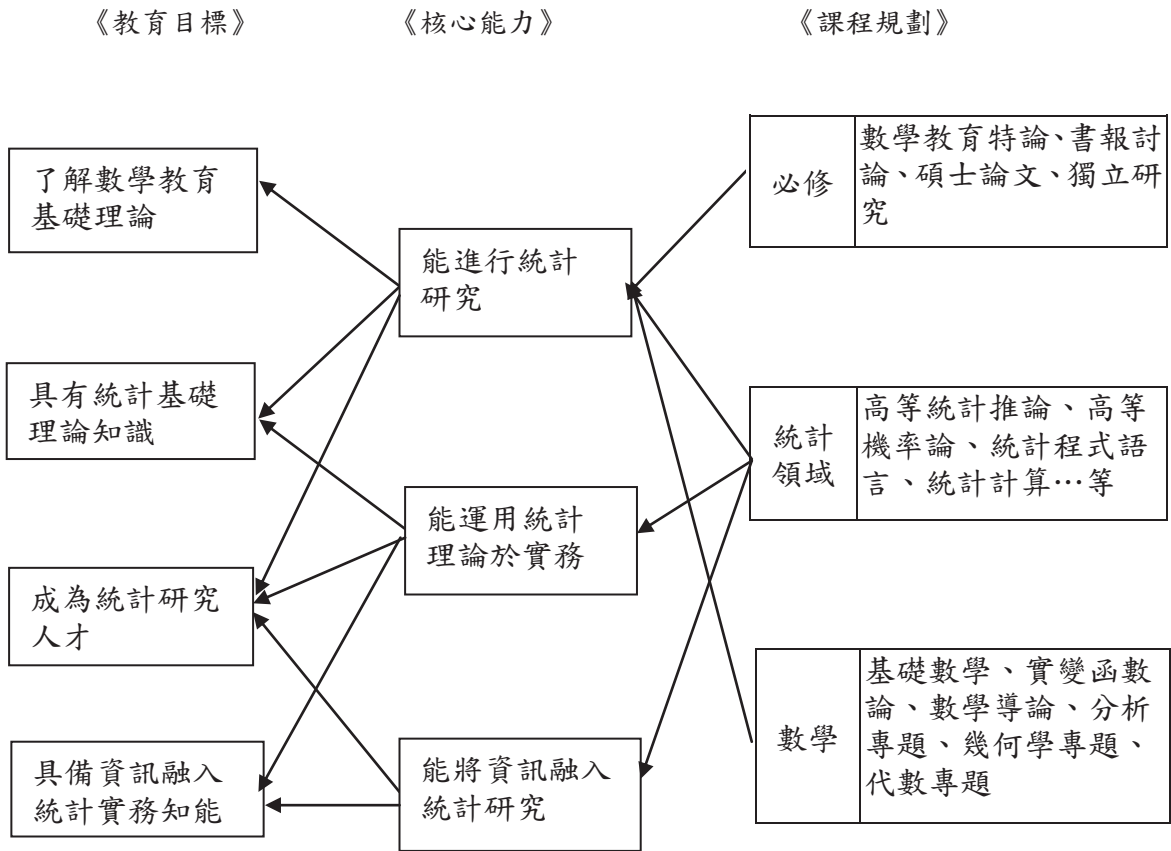 《教育目標》 《核心能力》 《課程規劃》
了解數學教育
基礎理論
具有統計基礎
理論知識
成為統計研究
人才
具備資訊融入
統計實務知能
能進行統計
研究
能運用統計
理論於實務
能將資訊融入
統計研究
必修
數學教育特論、書報討
論、碩士論文、獨立研
究
統計
領域
高等統計推論、高等
機率論、統計程式語
言、統計計算…等
數學
基礎數學、實變函數
論、數學導論、分析
專題、幾何學專題、
代數專題